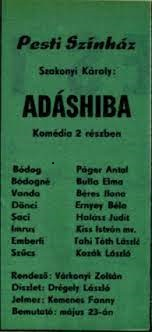 Pesti Színház
Szakonyi Károly:
ADÁSHIBA
Komédia 2 részben
Bódog Páger Antal
Bódogné Bulla Elma
Vanda Béres Ilona
Dönci Ernyey Béla
Saci Halász Judit
Imrus Kiss István mv.
Emberfi Tahi Tóth László
Szücs Kozák László
Rendező: Várkonyi Zoltán
Díszlet: Drégely László
Jelmez: Kemenes Fanny
Bemutató: május 23-án